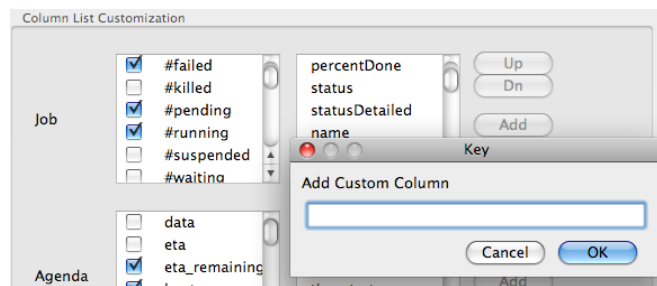 Column List Customization
Job
#failed
#killed
#pending
#running
#suspended
#waiting
percentDone
status
statusDetailed
name
Up
Dn
Add
Key
Add Custom Column
Cancel
OK
Agenda
data
eta
eta_remaining
Add